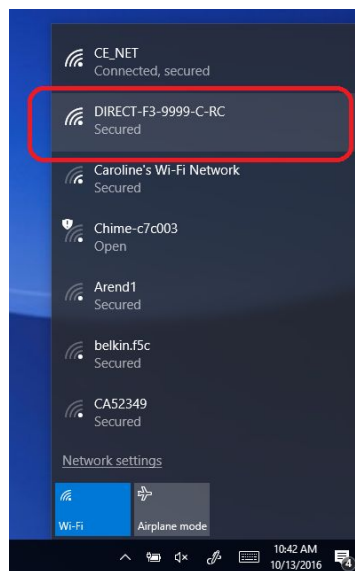 CE_NET
Connected, secured
DIRECT-F3-9999-C-RC
Secured
Caroline's Wi-Fi Network
Secured
Chime-c7c003
Open
Arend1
Secured
belkin.f5c
Secured
CA52349
Secured
Network settings
Wi-Fi
Airplane mode
10:42 AM
10/13/2016
4